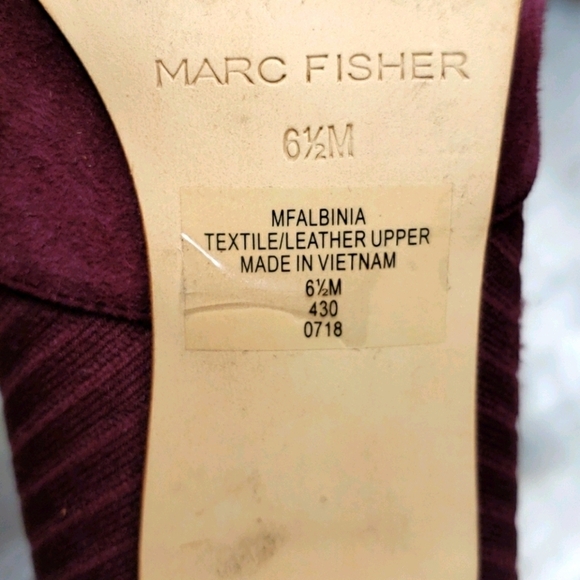 MARC FISHER
6½M
MFALBINIA
TEXTILE/LEATHER UPPER
MADE IN VIETNAM
6½M
430
0718